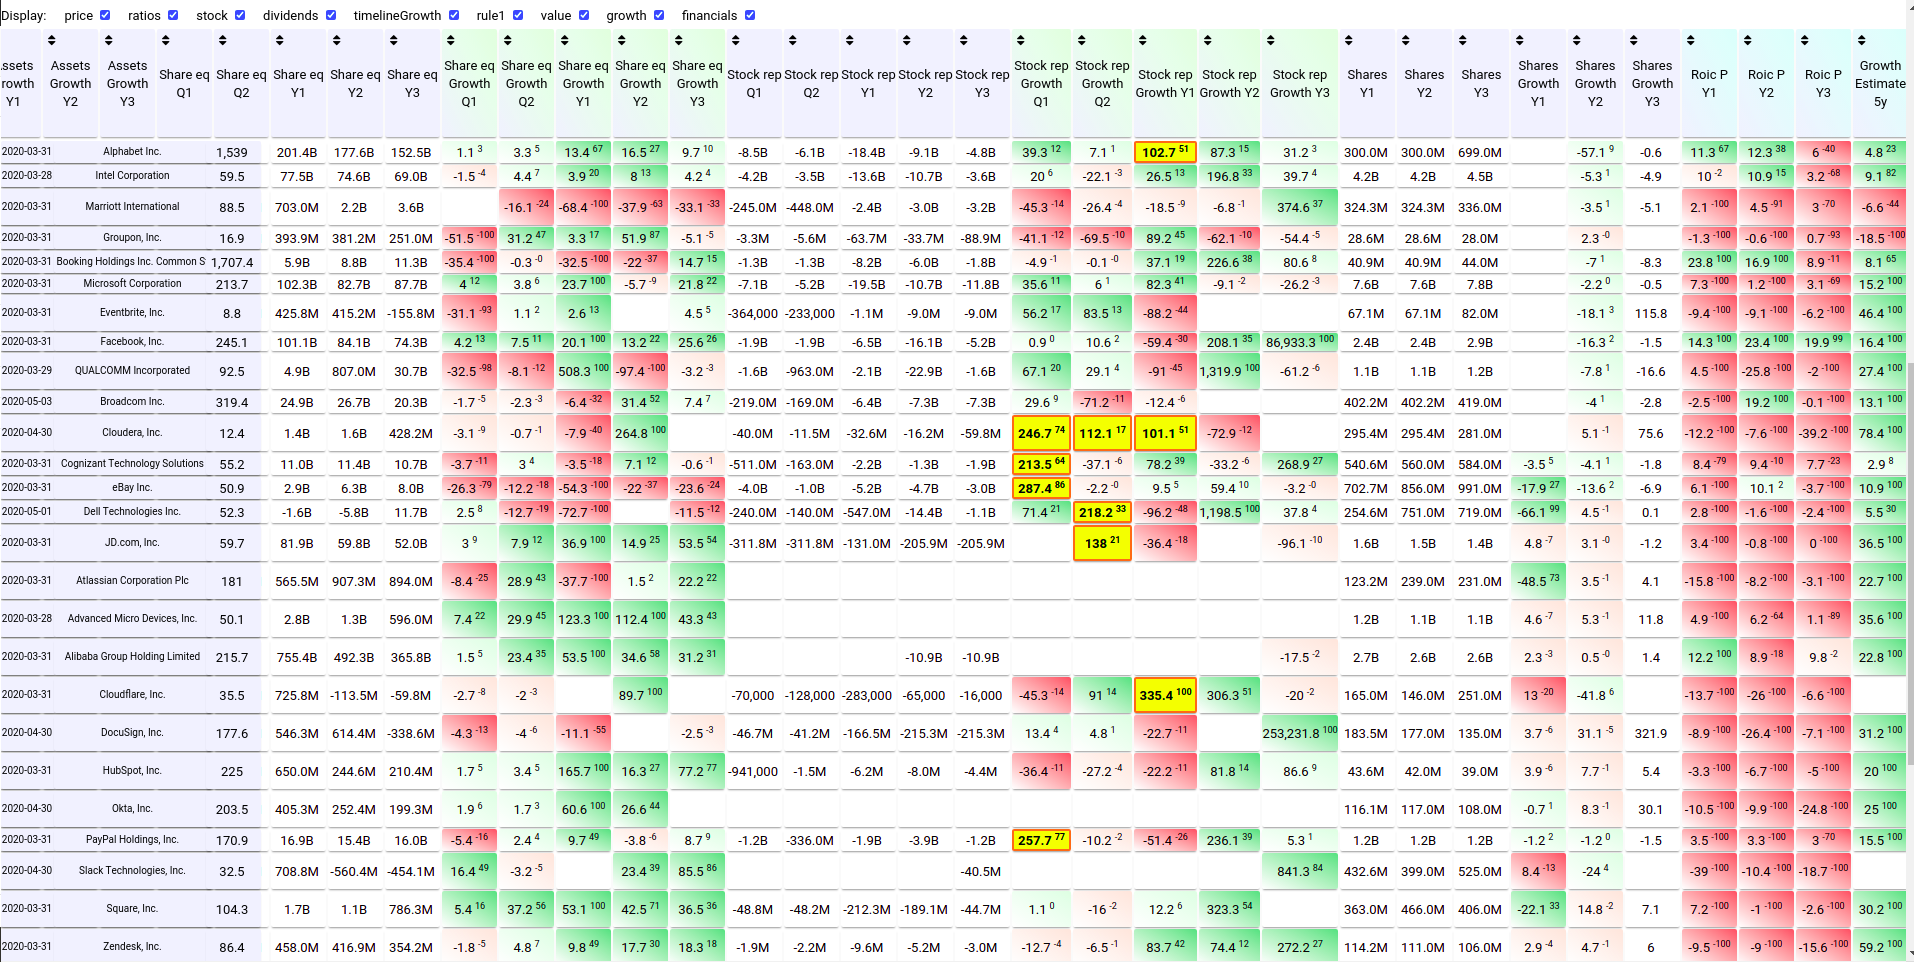 Display: price ratios stock dividends timelineGrowth rule1 value growth financials
ssets rowth Y1 Assets Growth Y2 Assets Growth Y3 Share eq Q1 Share eq Q2 Share eq Y1 Share eq Y2 Share eq Y3 Share eq Growth Q1 Share eq Growth Q2 Share eq Growth Y1 Share eq Growth Y2 Share eq Growth Y3 Stock rep Q1 Stock rep Q2 Stock rep Y1 Stock rep Y2 Stock rep Y3 Stock rep Growth Q1 Stock rep Growth Q2 Stock rep Growth Y1 Stock rep Growth Y2 Stock rep Growth Y3 Shares Y1 Shares Y2 Shares Y3 Shares Growth Y1 Shares Growth Y2 Shares Growth Y3 Roic P Y1 Roic P Y2 Roic P Y3 Growth Estimate 5y
2020-03-31 Alphabet Inc. 1,539 201.4B 177.6B 152.5B 1.1 3 3.3 5 13.4 67 16.5 27 9.7 10 -8.5B -6.1B -18.4B -9.1B -4.8B 39.3 12 7.1 1 102.7 51 87.3 15 31.2 3 300.0M 300.0M 699.0M -57.1 9 -0.6 11.3 67 12.3 38 6 -40 4.8 23
2020-03-28 Intel Corporation 59.5 77.5B 74.6B 69.0B -1.5 -4 4.4 7 3.9 20 8 13 4.2 4 -4.2B -3.5B -13.6B -10.7B -3.6B 20 6 -22.1 -3 26.5 13 196.8 33 39.7 4 4.2B 4.2B 4.5B -5.3 1 -4.9 10 -2 10.9 15 3.2 -68 9.1 82
2020-03-31 Marriott International 88.5 703.0M 2.2B 3.6B -16.1 -24 -68.4 -100 -37.9 -63 -33.1 -33 -245.0M -448.0M -2.4B -3.0B -3.2B -45.3 -14 -26.4 -4 -18.5 -9 -6.8 -1 374.6 37 324.3M 324.3M 336.0M -3.5 1 -5.1 2.1 -100 4.5 -91 3 -70 -6.6 -44
2020-03-31 Groupon, Inc. 16.9 393.9M 381.2M 251.0M -51.5 -100 31.2 47 3.3 17 51.9 87 -5.1 -5 -3.3M -5.6M -63.7M -33.7M -88.9M -41.1 -12 -69.5 -10 89.2 45 -62.1 -10 -54.4 -5 28.6M 28.6M 28.0M 2.3 -0 -1.3 -100 -0.6 -100 0.7 -93 -18.5 -100
2020-03-31 Booking Holdings Inc. Common S 1,707.4 5.9B 8.8B 11.3B -35.4 -100 -0.3 -0 -32.5 -100 -22 -37 14.7 15 -1.3B -1.3B -8.2B -6.0B -1.8B -4.9 -1 -0.1 -0 37.1 19 226.6 38 80.6 8 40.9M 40.9M 44.0M -7 1 -8.3 23.8 100 16.9 100 8.9 -11 8.1 65
2020-03-31 Microsoft Corporation 213.7 102.3B 82.7B 87.7B 4 12 3.8 6 23.7 100 -5.7 -9 21.8 22 -7.1B -5.2B -19.5B -10.7B -11.8B 35.6 11 6 1 82.3 41 -9.1 -2 -26.2 -3 7.6B 7.6B 7.8B -2.2 0 -0.5 7.3 -100 1.2 -100 3.1 -69 15.2 100
2020-03-31 Eventbrite, Inc. 8.8 425.8M 415.2M -155.8M -31.1 -93 1.1 2 2.6 13 4.5 5 -364,000 -233,000 -1.1M -9.0M -9.0M 56.2 17 83.5 13 -88.2 -44 67.1M 67.1M 82.0M -18.1 3 115.8 -9.4 -100 -9.1 -100 -6.2 -100 46.4 100
2020-03-31 Facebook, Inc. 245.1 101.1B 84.1B 74.3B 4.2 13 7.5 11 20.1 100 13.2 22 25.6 26 -1.9B -1.9B -6.5B -16.1B -5.2B 0.9 0 10.6 2 -59.4 -30 208.1 35 86,933.3 100 2.4B 2.4B 2.9B -16.3 2 -1.5 14.3 100 23.4 100 19.9 99 16.4 100
2020-03-29 QUALCOMM Incorporated 92.5 4.9B 807.0M 30.7B -32.5 -98 -8.1 -12 508.3 100 -97.4 -100 -3.2 -3 -1.6B -963.0M -2.1B -22.9B -1.6B 67.1 20 29.1 4 -91 -45 1,319.9 100 -61.2 -6 1.1B 1.1B 1.2B -7.8 1 -16.6 4.5 -100 -25.8 -100 -2 -100 27.4 100
2020-05-03 Broadcom Inc. 319.4 24.9B 26.7B 20.3B -1.7 -5 -2.3 -3 -6.4 -32 31.4 52 7.4 7 -219.0M -169.0M -6.4B -7.3B -7.3B 29.6 9 -71.2 -11 -12.4 -6 402.2M 402.2M 419.0M -4 1 -2.8 -2.5 -100 19.2 100 -0.1 -100 13.1 100
2020-04-30 Cloudera, Inc. 12.4 1.4B 1.6B 428.2M -3.1 -9 -0.7 -1 -7.9 -40 264.8 100 -40.0M -11.5M -32.6M -16.2M -59.8M 246.7 74 112.1 17 101.1 51 -72.9 -12 295.4M 295.4M 281.0M 5.1 -1 75.6 -12.2 -100 -7.6 -100 -39.2 -100 78.4 100
2020-03-31 Cognizant Technology Solutions 55.2 11.0B 11.4B 10.7B -3.7 -11 3 4 -3.5 -18 7.1 12 -0.6 -1 -511.0M -163.0M -2.2B -1.3B -1.9B 213.5 64 -37.1 -6 78.2 39 -33.2 -6 268.9 27 540.6M 560.0M 584.0M -3.5 5 -4.1 1 -1.8 8.4 -79 9.4 -10 7.7 -23 2.9 8
2020-03-31 eBay Inc. 50.9 2.9B 6.3B 8.0B -26.3 -79 -12.2 -18 -54.3 -100 -22 -37 -23.6 -24 -4.0B -1.0B -5.2B -4.7B -3.0B 287.4 86 -2.2 -0 9.5 5 59.4 10 -3.2 -0 702.7M 856.0M 991.0M -17.9 27 -13.6 2 -6.9 6.1 -100 10.1 2 -3.7 -100 10.9 100
2020-05-01 Dell Technologies Inc. 52.3 -1.6B -5.8B 11.7B 2.5 8 -12.7 -19 -72.7 -100 -11.5 -12 -240.0M -140.0M -547.0M -14.4B -1.1B 71.4 21 218.2 33 -96.2 -48 1,198.5 100 37.8 4 254.6M 751.0M 719.0M -66.1 99 4.5 -1 0.1 2.8 -100 -1.6 -100 -2.4 -100 5.5 30
2020-03-31 JD.com, Inc. 59.7 81.9B 59.8B 52.0B 3 9 7.9 12 36.9 100 14.9 25 53.5 54 -311.8M -311.8M -131.0M -205.9M -205.9M 138 21 -36.4 -18 -96.1 -10 1.6B 1.5B 1.4B 4.8 -7 3.1 -0 -1.2 3.4 -100 -0.8 -100 0 -100 36.5 100
2020-03-31 Atlassian Corporation Plc 181 565.5M 907.3M 894.0M -8.4 -25 28.9 43 -37.7 -100 1.5 2 22.2 22 123.2M 239.0M 231.0M -48.5 73 3.5 -1 4.1 -15.8 -100 -8.2 -100 -3.1 -100 22.7 100
2020-03-28 Advanced Micro Devices, Inc. 50.1 2.8B 1.3B 596.0M 7.4 22 29.9 45 123.3 100 112.4 100 43.3 43 1.2B 1.1B 1.1B 4.6 -7 5.3 -1 11.8 4.9 -100 6.2 -64 1.1 -89 35.6 100
2020-03-31 Alibaba Group Holding Limited 215.7 755.4B 492.3B 365.8B 1.5 5 23.4 35 53.5 100 34.6 58 31.2 31 -10.9B -10.9B -17.5 -2 2.7B 2.6B 2.6B 2.3 -3 0.5 -0 1.4 12.2 100 8.9 -18 9.8 -2 22.8 100
2020-03-31 Cloudflare, Inc. 35.5 725.8M -113.5M -59.8M -2.7 -8 -2 -3 89.7 100 -70,000 -128,000 -283,000 -65,000 -16,000 -45.3 -14 91 14 335.4 100 306.3 51 -20 -2 165.0M 146.0M 251.0M 13 -20 -41.8 6 -13.7 -100 -26 -100 -6.6 -100
2020-04-30 DocuSign, Inc. 177.6 546.3M 614.4M -338.6M -4.3 -13 -4 -6 -11.1 -55 -2.5 -3 -46.7M -41.2M -166.5M -215.3M -215.3M 13.4 4 4.8 1 -22.7 -11 253,231.8 100 183.5M 177.0M 135.0M 3.7 -6 31.1 -5 321.9 -8.9 -100 -26.4 -100 -7.1 -100 31.2 100
2020-03-31 HubSpot, Inc. 225 650.0M 244.6M 210.4M 1.7 5 3.4 5 165.7 100 16.3 27 77.2 77 -941,000 -1.5M -6.2M -8.0M -4.4M -36.4 -11 -27.2 -4 -22.2 -11 81.8 14 86.6 9 43.6M 42.0M 39.0M 3.9 -6 7.7 -1 5.4 -3.3 -100 -6.7 -100 -5 -100 20 100
2020-04-30 Okta, Inc. 203.5 405.3M 252.4M 199.3M 1.9 6 1.7 3 60.6 100 26.6 44 116.1M 117.0M 108.0M -0.7 1 8.3 -1 30.1 -10.5 -100 -9.9 -100 -24.8 -100 25 100
2020-03-31 PayPal Holdings, Inc. 170.9 16.9B 15.4B 16.0B -5.4 -16 2.4 4 9.7 49 -3.8 -6 8.7 9 -1.2B -336.0M -1.9B -3.9B -1.2B 257.7 77 -10.2 -2 -51.4 -26 236.1 39 5.3 1 1.2B 1.2B 1.2B -1.2 2 -1.2 0 -1.5 3.5 -100 3.3 -100 3 -70 15.5 100
2020-04-30 Slack Technologies, Inc. 32.5 708.8M -560.4M -454.1M 16.4 49 -3.2 -5 23.4 39 85.5 86 -40.5M 841.3 84 432.6M 399.0M 525.0M 8.4 -13 -24 4 -39 -100 -10.4 -100 -18.7 -100
2020-03-31 Square, Inc. 104.3 1.7B 1.1B 786.3M 5.4 16 37.2 56 53.1 100 42.5 71 36.5 36 -48.8M -48.2M -212.3M -189.1M -44.7M 1.1 0 -16 -2 12.2 6 323.3 54 363.0M 466.0M 406.0M -22.1 33 14.8 -2 7.1 7.2 -100 -1 -100 -2.6 -100 30.2 100
2020-03-31 Zendesk, Inc. 86.4 458.0M 416.9M 354.2M -1.8 -5 4.8 7 9.8 49 17.7 30 18.3 18 -1.9M -2.2M -9.6M -5.2M -3.0M -12.7 -4 -6.5 -1 83.7 42 74.4 12 272.2 27 114.2M 111.0M 106.0M 2.9 -4 4.7 -1 6 -9.5 -100 -9 -100 -15.6 -100 59.2 100